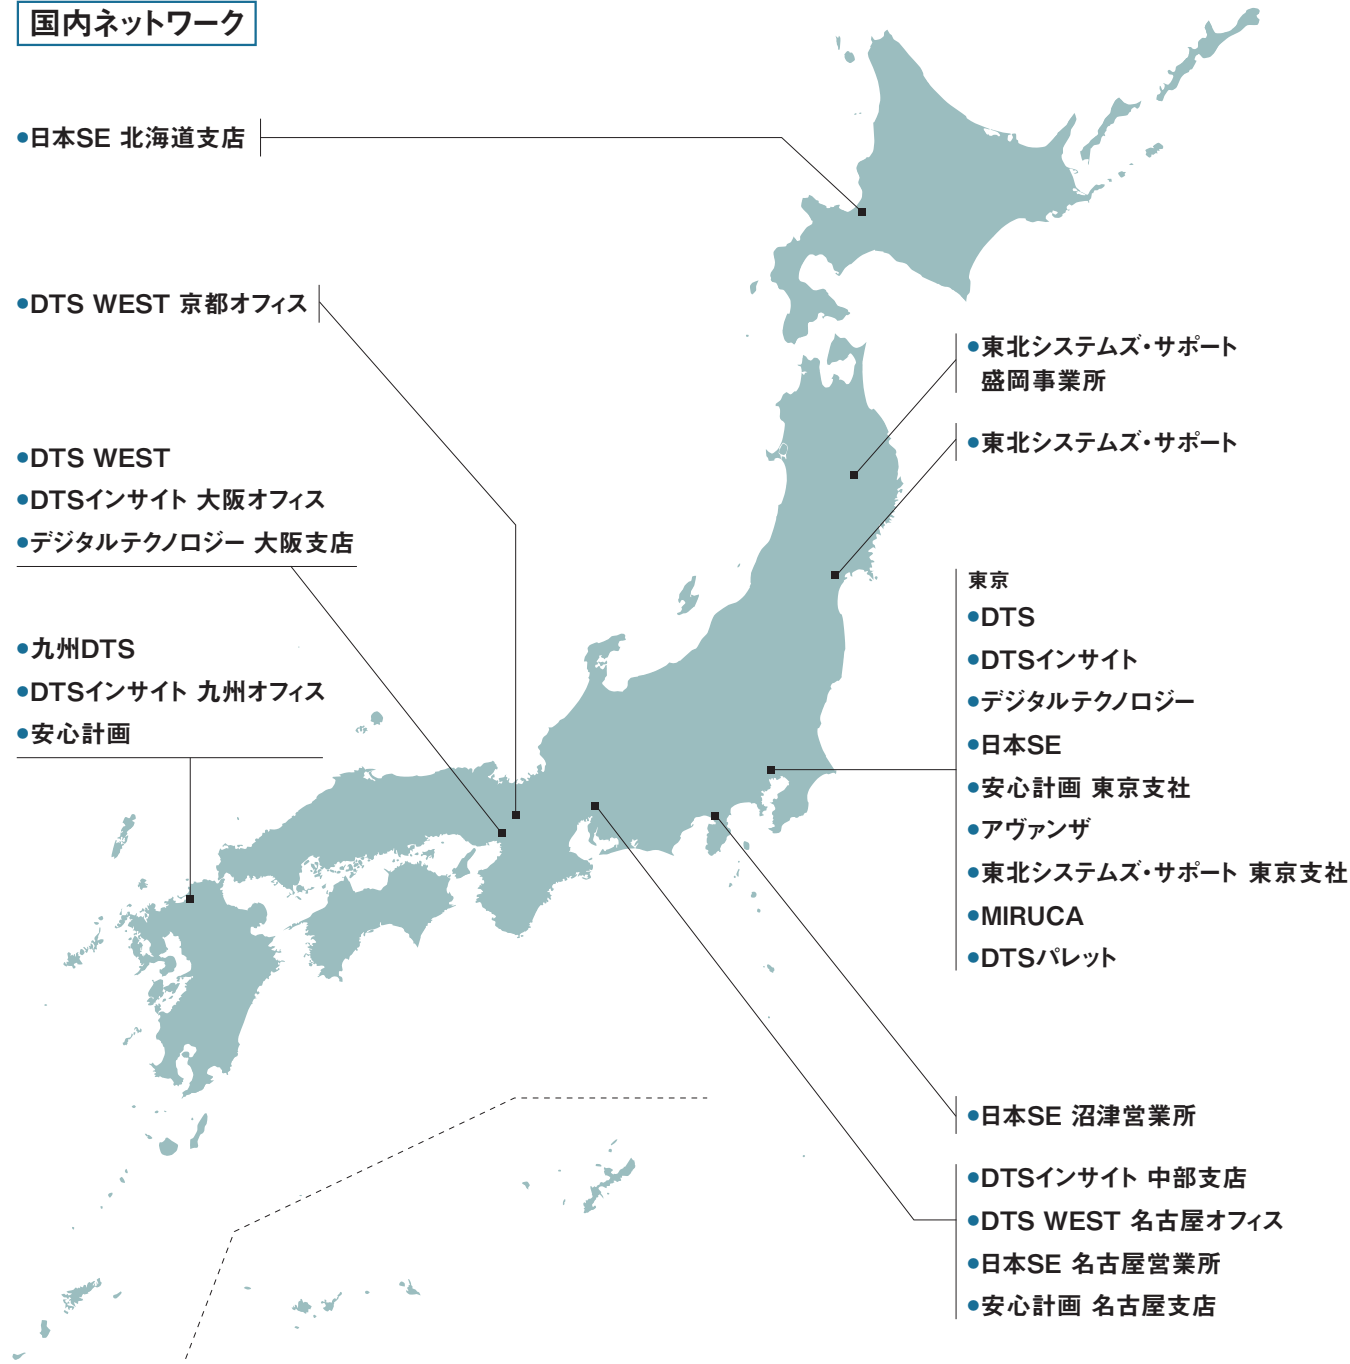 国内ネットワーク
●日本SE 北海道支店
●DTS WEST 京都オフィス
●DTS WEST
●DTSインサイト 大阪オフィス
●デジタルテクノロジー 大阪支店
●九州DTS
●DTSインサイト 九州オフィス
●安心計画
●東北システムズ・サポート
盛岡事業所
●東北システムズ・サポート
東京
●DTS
●DTSインサイト
●デジタルテクノロジー
●日本SE
●安心計画 東京支社
●アヴァンザ
●東北システムズ・サポート 東京支社
●MIRUCA
●DTSパレット
●日本SE 沼津営業所
●DTSインサイト 中部支店
●DTS WEST 名古屋オフィス
●日本SE 名古屋営業所
●安心計画 名古屋支店